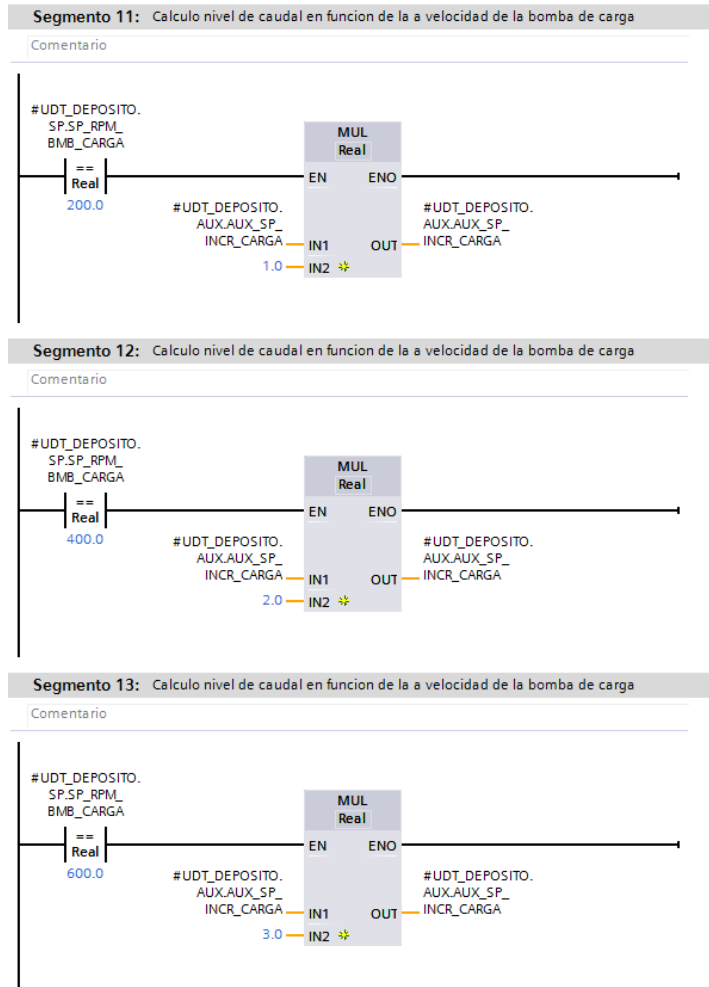 Segmento 11: Calculo nivel de caudal en funcion de la a velocidad de la bomba de carga
Comentario
#UDT_DEPOSITO.
SP.SP_RPM_
BMB_CARGA
==
Real
200.0
MUL
Real
EN ENO
#UDT_DEPOSITO.
AUX.AUX_SP_
INCR_CARGA
IN1
1.0
IN2
OUT
#UDT_DEPOSITO.
AUX.AUX_SP_
INCR_CARGA
Segmento 12: Calculo nivel de caudal en funcion de la a velocidad de la bomba de carga
Comentario
#UDT_DEPOSITO.
SP.SP_RPM_
BMB_CARGA
==
Real
400.0
MUL
Real
EN ENO
#UDT_DEPOSITO.
AUX.AUX_SP_
INCR_CARGA
IN1
2.0
IN2
OUT
#UDT_DEPOSITO.
AUX.AUX_SP_
INCR_CARGA
Segmento 13: Calculo nivel de caudal en funcion de la a velocidad de la bomba de carga
Comentario
#UDT_DEPOSITO.
SP.SP_RPM_
BMB_CARGA
==
Real
600.0
MUL
Real
EN ENO
#UDT_DEPOSITO.
AUX.AUX_SP_
INCR_CARGA
IN1
3.0
IN2
OUT
#UDT_DEPOSITO.
AUX.AUX_SP_
INCR_CARGA